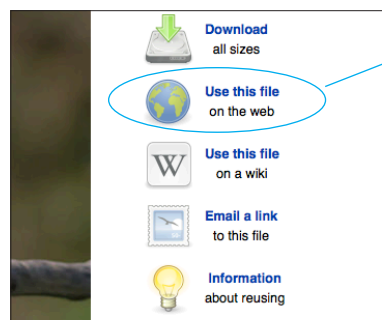 Download
all sizes
Use this file
on the web
W
Use this file
on a wiki
Email a link
to this file
Information
about reusing